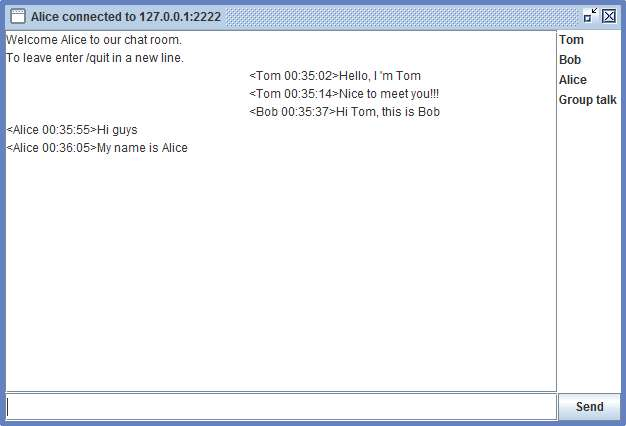 Alice connected to 127.0.0.1:2222
Welcome Alice to our chat room.
To leave enter /quit in a new line.
<Tom 00:35:02>Hello, I 'm Tom
<Tom 00:35:14>Nice to meet you!!!
<Bob 00:35:37>Hi Tom, this is Bob
<Alice 00:35:55>Hi guys
<Alice 00:36:05>My name is Alice
Tom
Bob
Alice
Group talk
Send